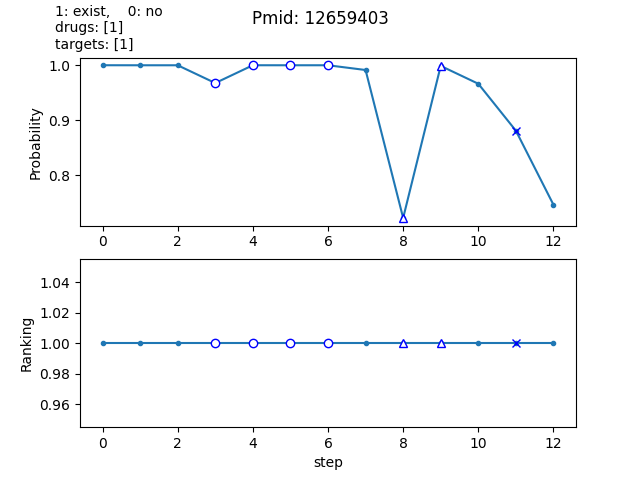 1: exist,    0: no
Pmid: 12659403
drugs: [1]
targets: [1]
1.0
0.9
0.8
Probability
0 2 4 6 8 10 12
1.04
1.02
1.00
0.98
0.96
Ranking
0 2 4 6 8 10 12
step